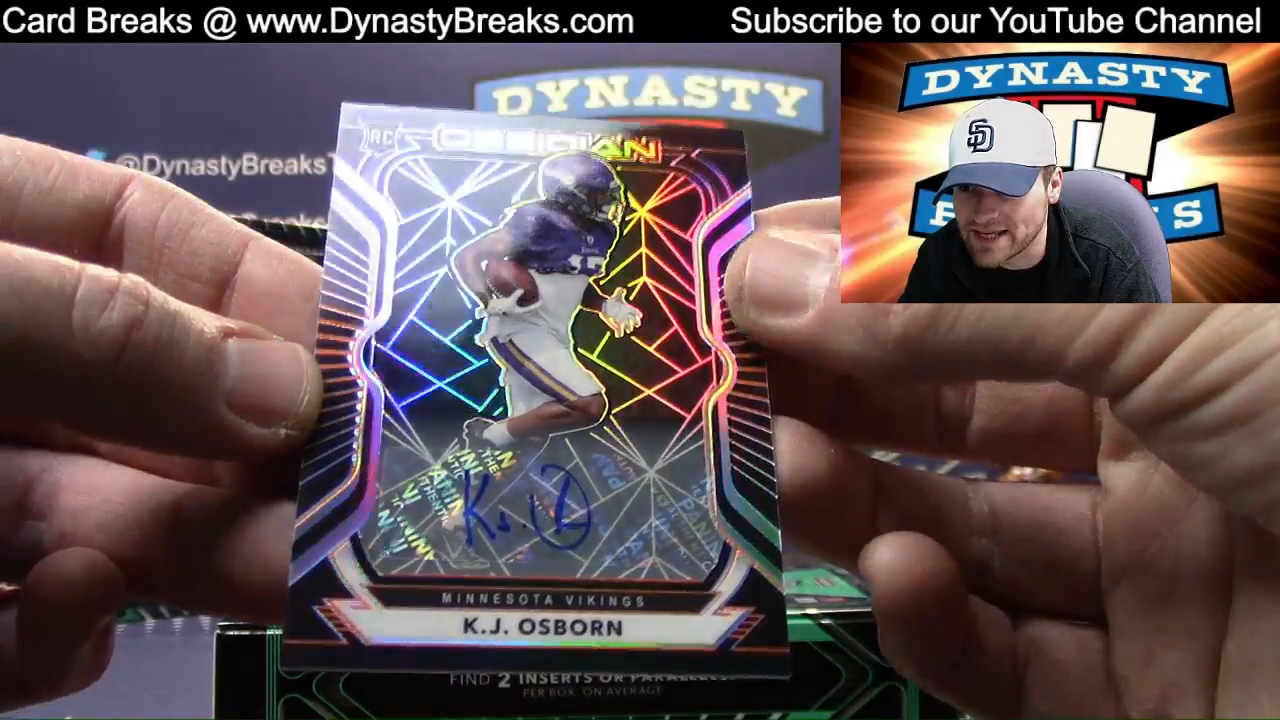 Card Breaks @ www.DynastyBreaks.com
Subscribe to our YouTube Channel
DYNASTY
DYNASTY
@DynastyBreaks
RC
OBSIDIAN
SD
S
K.J. O
MINNESOTA VIKINGS
K.J. OSBORN
FIND 2 INSERTS OR PARALLELS,
PER BOX, ON AVERAGE